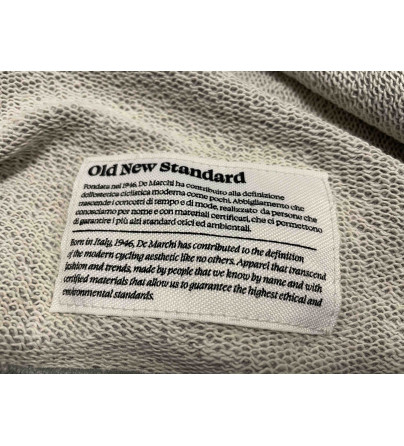 Old New Standard
Fondata nel 1946, De Marchi ha contribuito alla definizione
dell'estetica ciclistica moderna come pochi. Abbigliamento che
trascende i concetti di tempo e di mode, realizzato da persone che
conosciamo per nome e con materiali certificati, che ci permettono
di garantire i più alti standard etici ed ambientali.
Born in Italy, 1946, De Marchi has contributed to the definition
of the modern cycling aesthetic like no others. Apparel that transcend
fashion and trends, made by people that we know by name and with
certified materials that allow us to guarantee the highest ethical and
environmental standards.